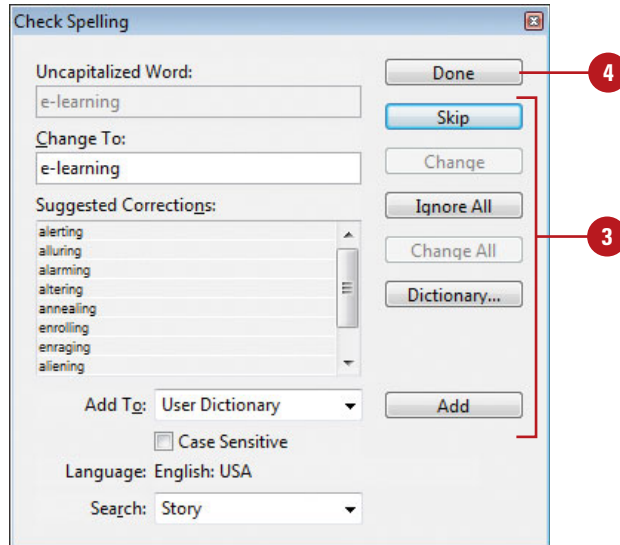 Check Spelling
Uncapitalized Word:
e-learning
Change To:
e-learning
Suggested Corrections:
alerting
alluring
alarming
altering
annealing
enrolling
enraging
aliening
Add To: User Dictionary
Case Sensitive
Language: English: USA
Search: Story
Done
Skip
Change
Ignore All
Change All
Dictionary...
Add
4
3